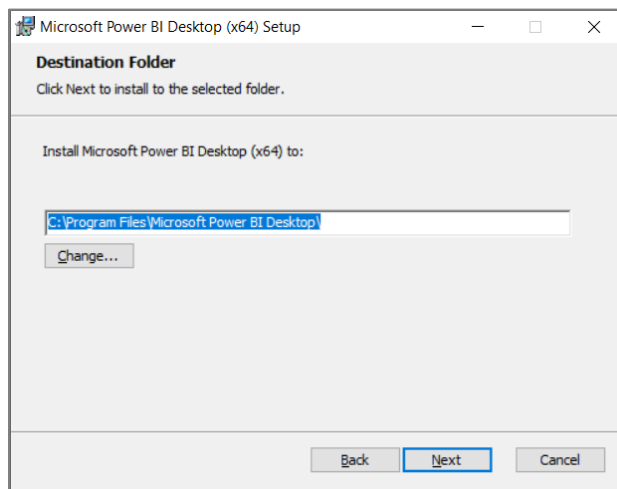 Microsoft Power BI Desktop (x64) Setup
Destination Folder
Click Next to install to the selected folder.
Install Microsoft Power BI Desktop (x64) to:
C:\Program Files\Microsoft Power BI Desktop\
Change...
Back Next Cancel